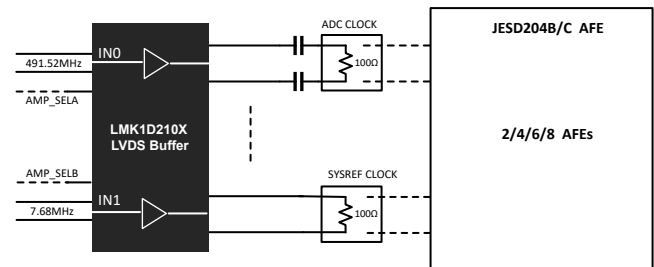 ADC CLOCK
JESD204B/C AFE
IN0
491.52MHz
100Ω
AMP_SELA
LMK1D210X
LVDS Buffer
2/4/6/8 AFEs
AMP_SELB
SYSREF CLOCK
IN1
7.68MHz
100Ω